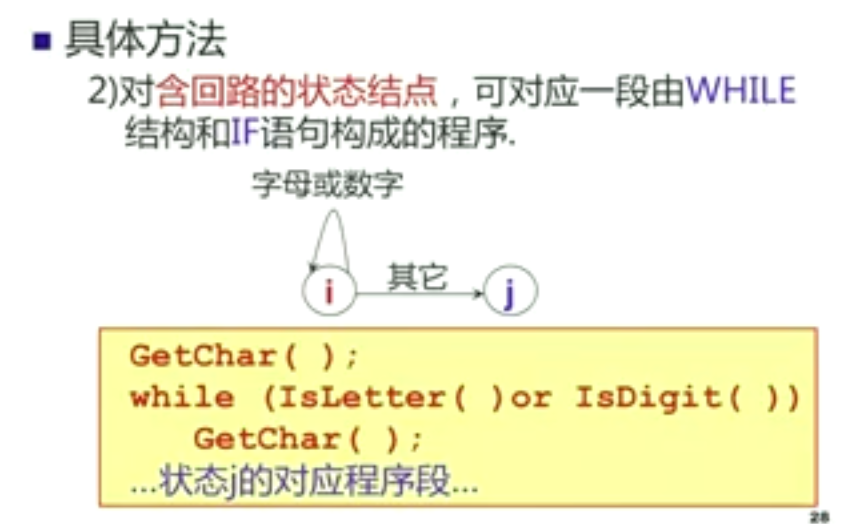 具体方法
2)对含回路的状态结点，可对应一段由WHILE
结构和IF语句构成的程序.
字母或数字
其它
i
j
GetChar( );
while (IsLetter( )or IsDigit( ))
GetChar( );
…状态j的对应程序段…
28